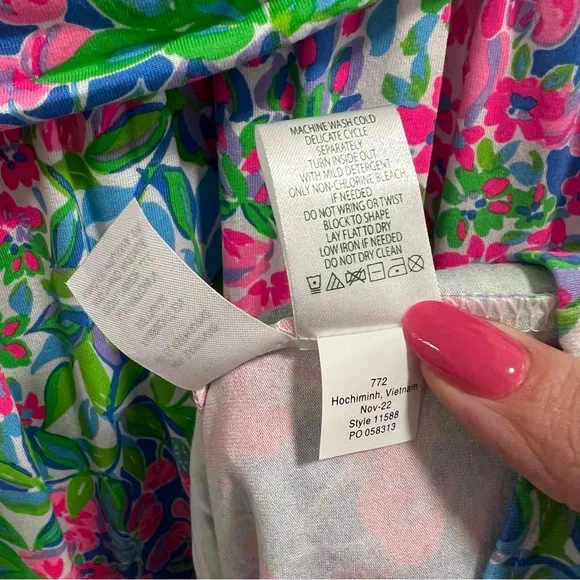 MACHINE WASH COLD
DELICATE CYCLE
SEPARATELY
TURN INSIDE OUT
WITH MILD DETERGENT
ONLY NON-CHLORINE BLEACH
IF NEEDED
DO NOT WRING OR TWIST
BLOCK TO SHAPE
LAY FLAT TO DRY
LOW IRON IF NEEDED
DO NOT DRY CLEAN
772
Hochiminh, Vietnam
Nov-22
Style 11588
PO 058313